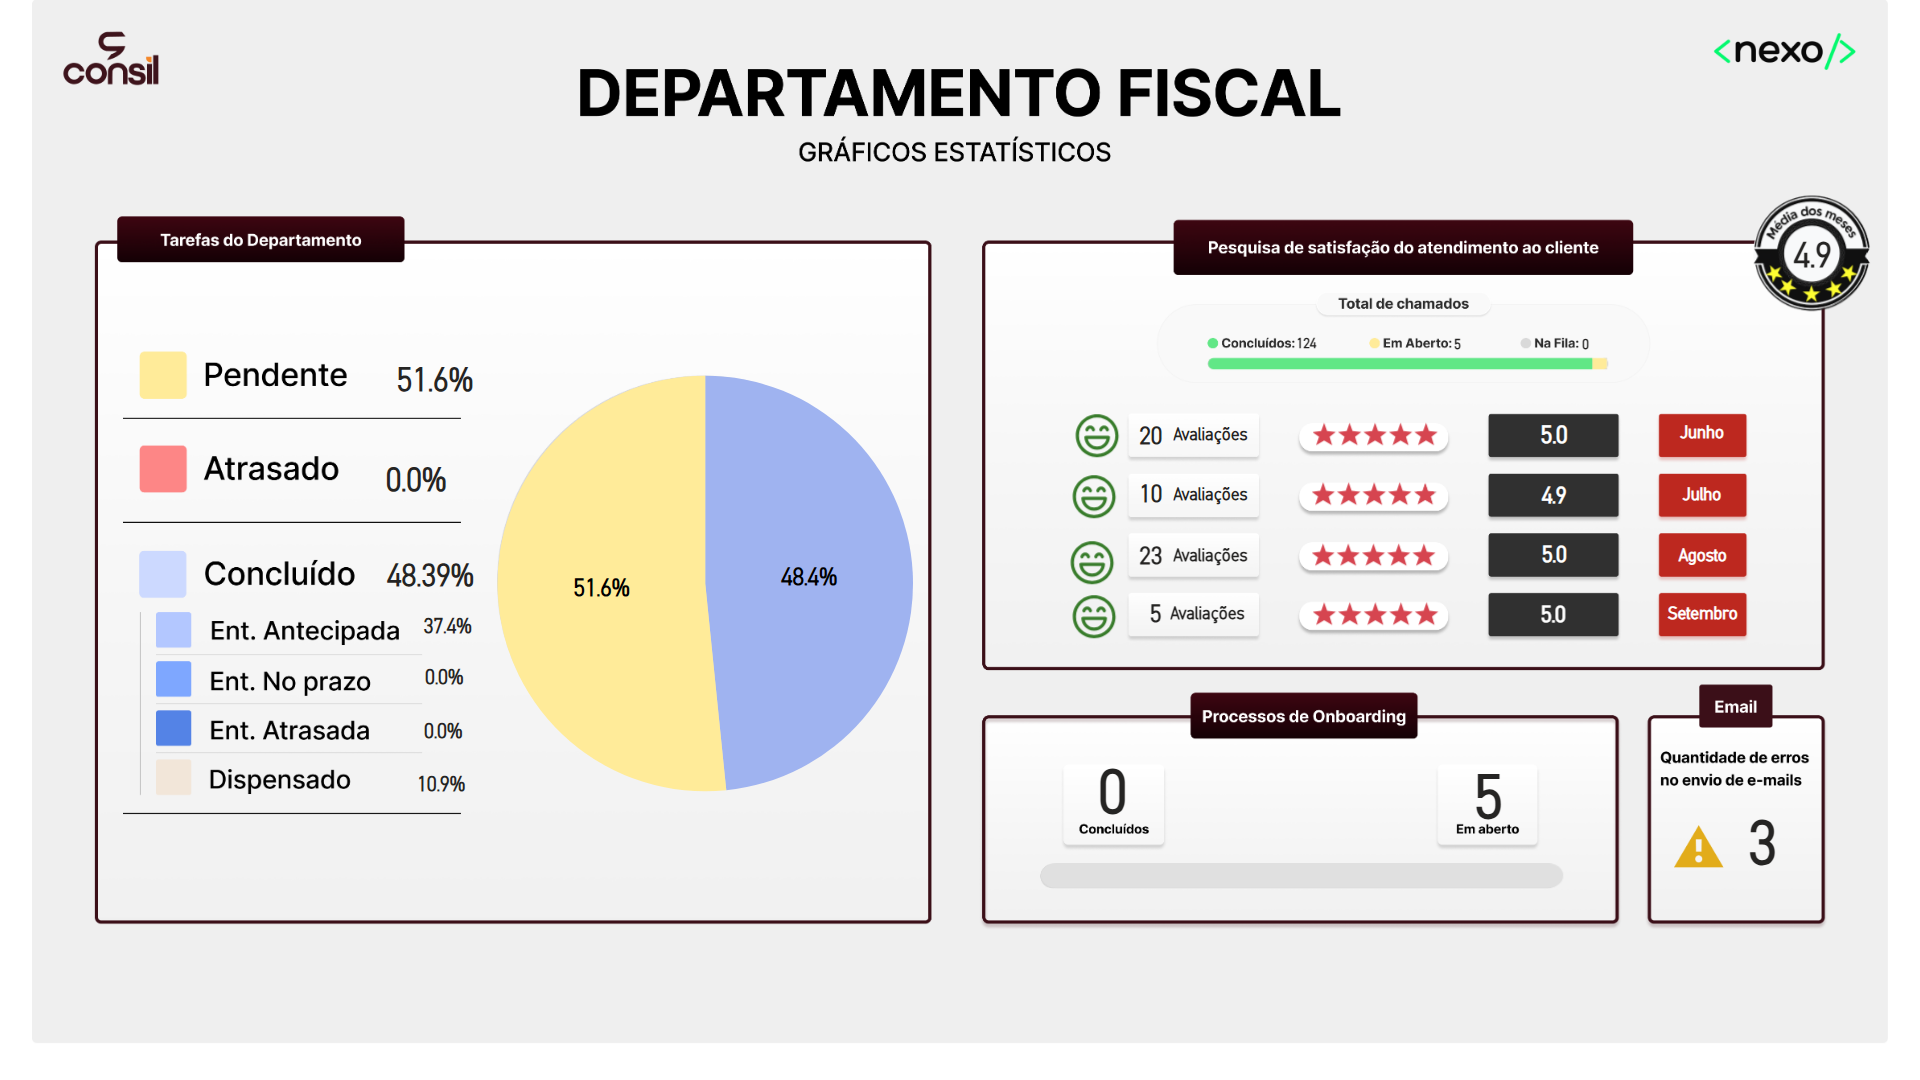 consil
<nexo/>
DEPARTAMENTO FISCAL
GRÁFICOS ESTATÍSTICOS
Tarefas do Departamento
Pendente 51.6%
Atrasado 0.0%
Concluído 48.39%
Ent. Antecipada 37.4%
Ent. No prazo 0.0%
Ent. Atrasada 0.0%
Dispensado 10.9%
51.6%
48.4%
Pesquisa de satisfação do atendimento ao cliente
Média dos meses
4.9
Total de chamados
Concluídos: 124 Em Aberto: 5 Na Fila: 0
20 Avaliações 5.0 Junho
10 Avaliações 4.9 Julho
23 Avaliações 5.0 Agosto
5 Avaliações 5.0 Setembro
Processos de Onboarding
0
Concluídos
5
Em aberto
Email
Quantidade de erros
no envio de e-mails
3